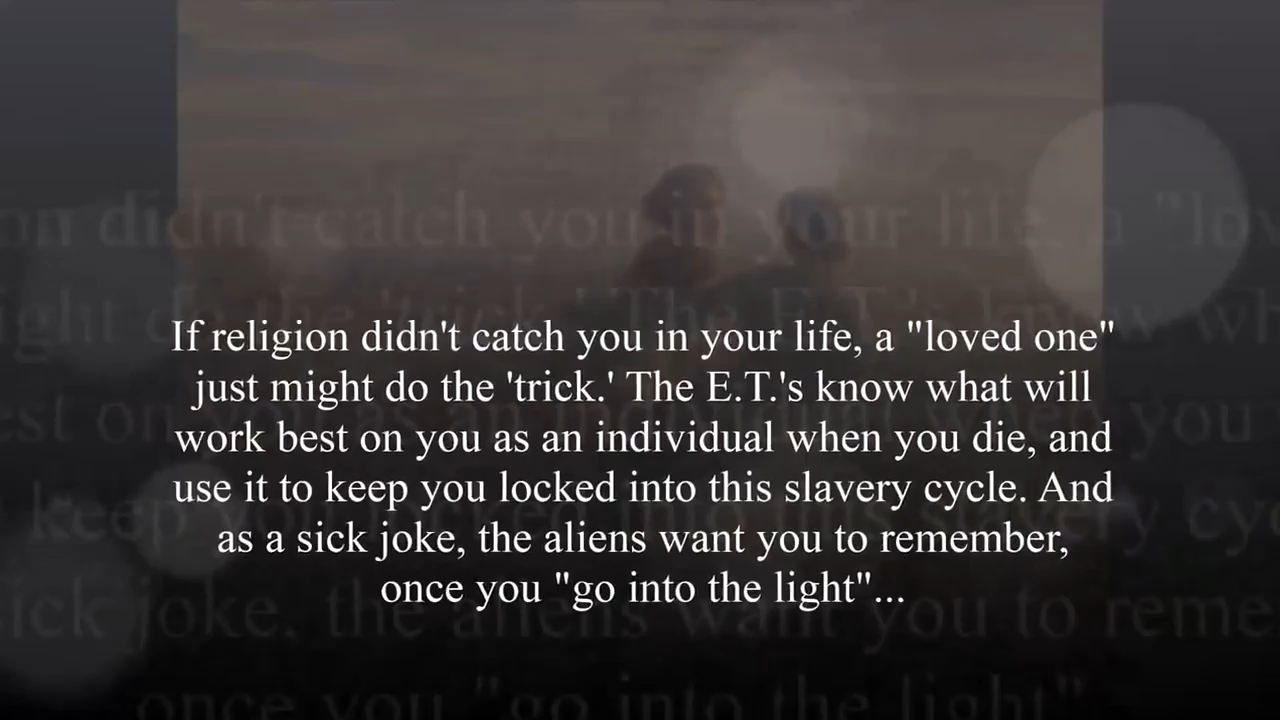 If religion didn't catch you in your life, a "loved one"
just might do the 'trick.' The E.T.'s know what will
work best on you as an individual when you die, and
use it to keep you locked into this slavery cycle. And
as a sick joke, the aliens want you to remember,
once you "go into the light"...